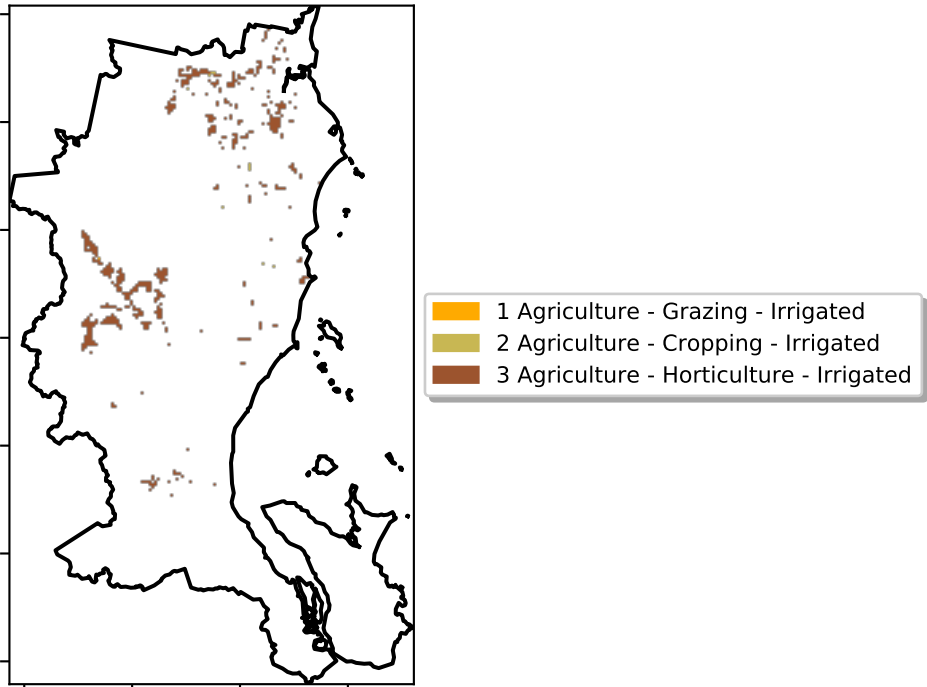 1 Agriculture - Grazing - Irrigated
2 Agriculture - Cropping - Irrigated
3 Agriculture - Horticulture - Irrigated